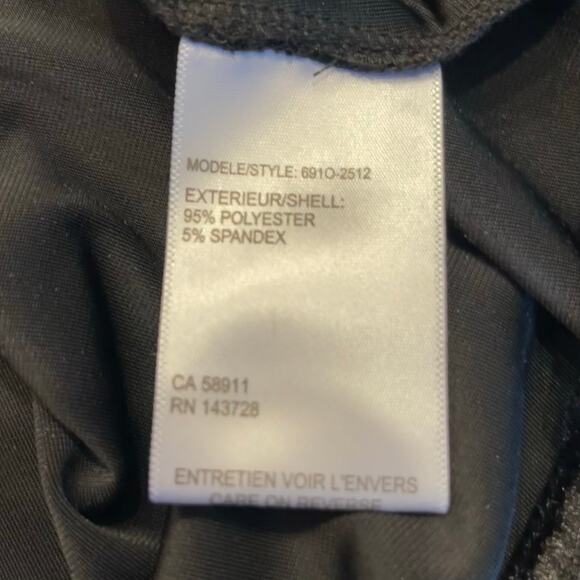 MODELE/STYLE: 691O-2512
EXTERIEUR/SHELL:
95% POLYESTER
5% SPANDEX
CA 58911
RN 143728
ENTRETIEN VOIR L'ENVERS
CARE ON REVERSE